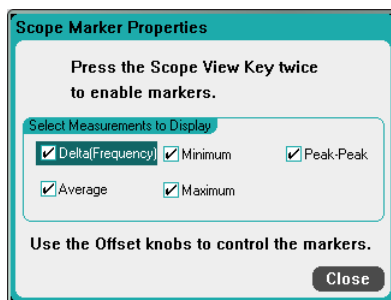 Scope Marker Properties
Press the Scope View Key twice
to enable markers.
Select Measurements to Display
Delta(Frequency) Minimum Peak-Peak
Average Maximum
Use the Offset knobs to control the markers.
Close